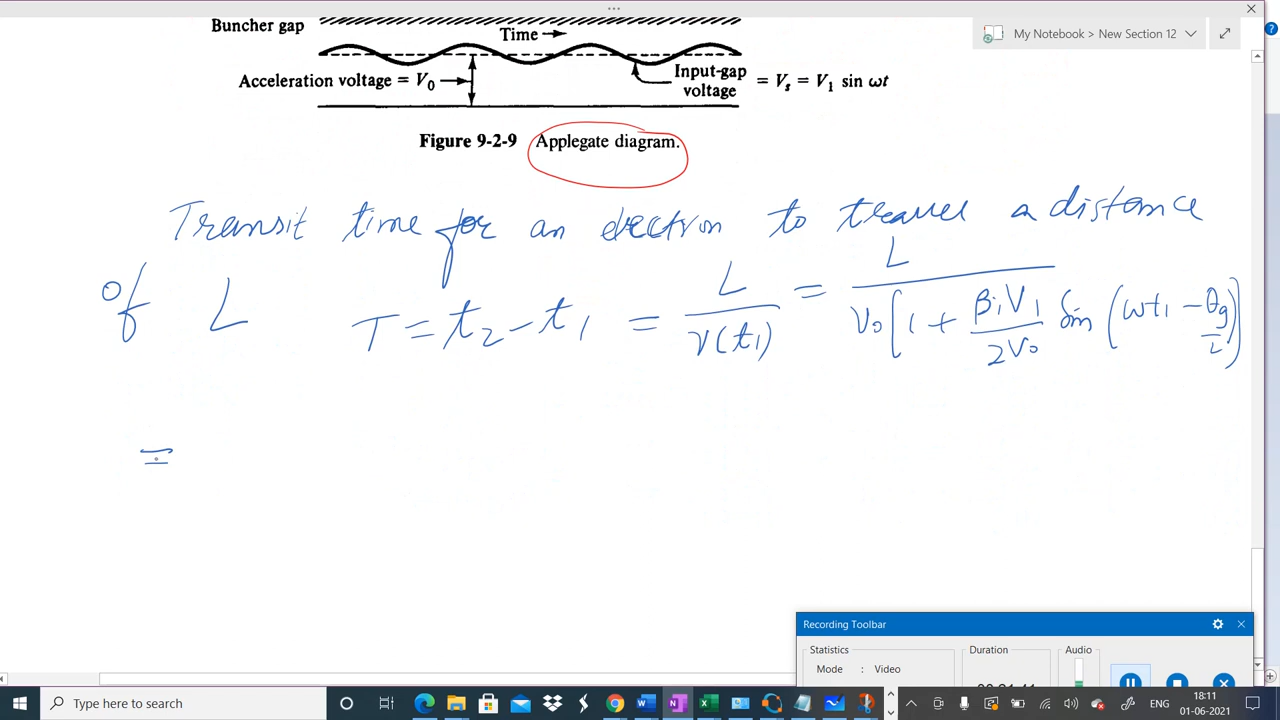 Buncher gap
Time
My Notebook > New Section 12
Acceleration voltage = V₀
Input-gap voltage = Vₛ = V₁ sin ωt
Figure 9-2-9 Applegate diagram.
Transit time for an electron to travel a distance
of L T = t₂ - t₁ = L / v(t₁) = L / v₀[1 + βᵢV₁ / 2V₀ sin (ωt₁ - θg / 2)
=
Recording Toolbar
Statistics Duration Audio
Mode : Video
Type here to search
ENG
18:11
01-06-2021